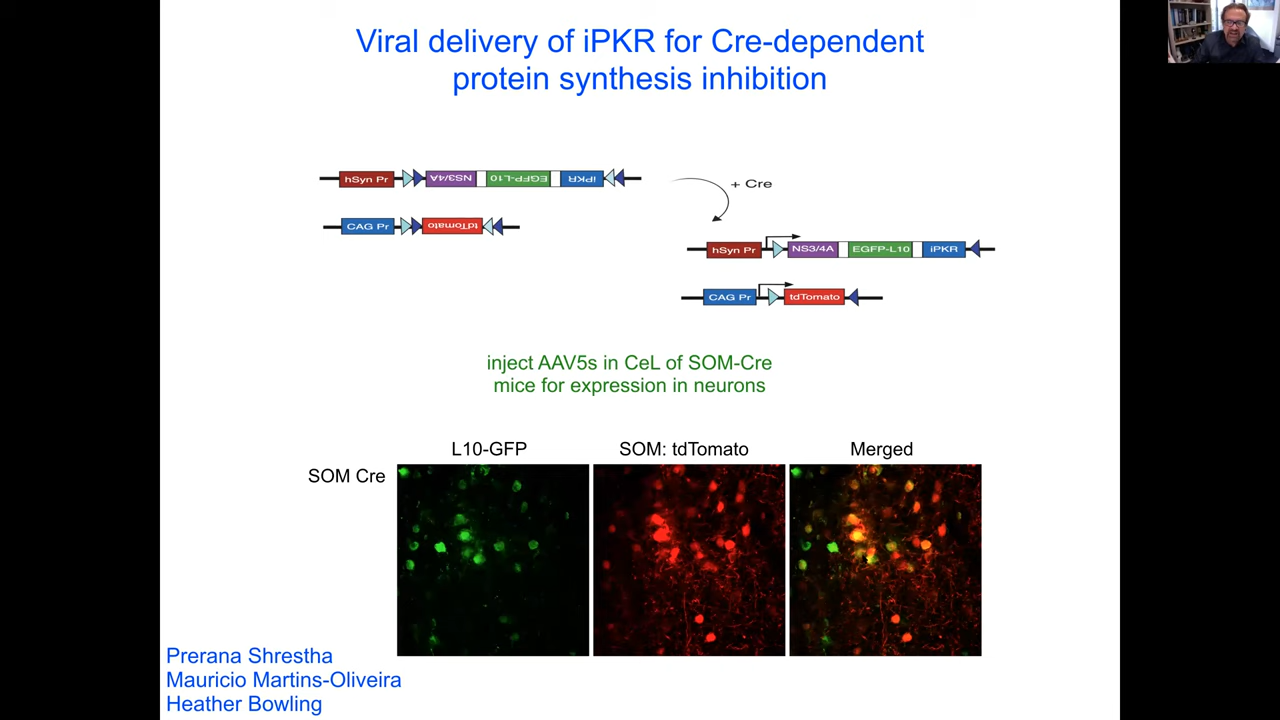 Viral delivery of iPKR for Cre-dependent
protein synthesis inhibition
hSyn Pr NS3/4A EGFP-L10 iPKR
+ Cre
CAG Pr tdTomato
hSyn Pr NS3/4A EGFP-L10 iPKR
CAG Pr tdTomato
inject AAV5s in CeL of SOM-Cre
mice for expression in neurons
L10-GFP SOM: tdTomato Merged
SOM Cre
Prerana Shrestha
Mauricio Martins-Oliveira
Heather Bowling